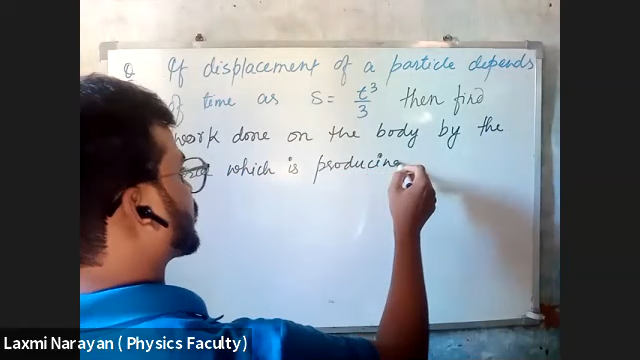 Q If displacement of a particle depends
of time as S = t³/3 then find
work done on the body by the
which is producing
Laxmi Narayan ( Physics Faculty)